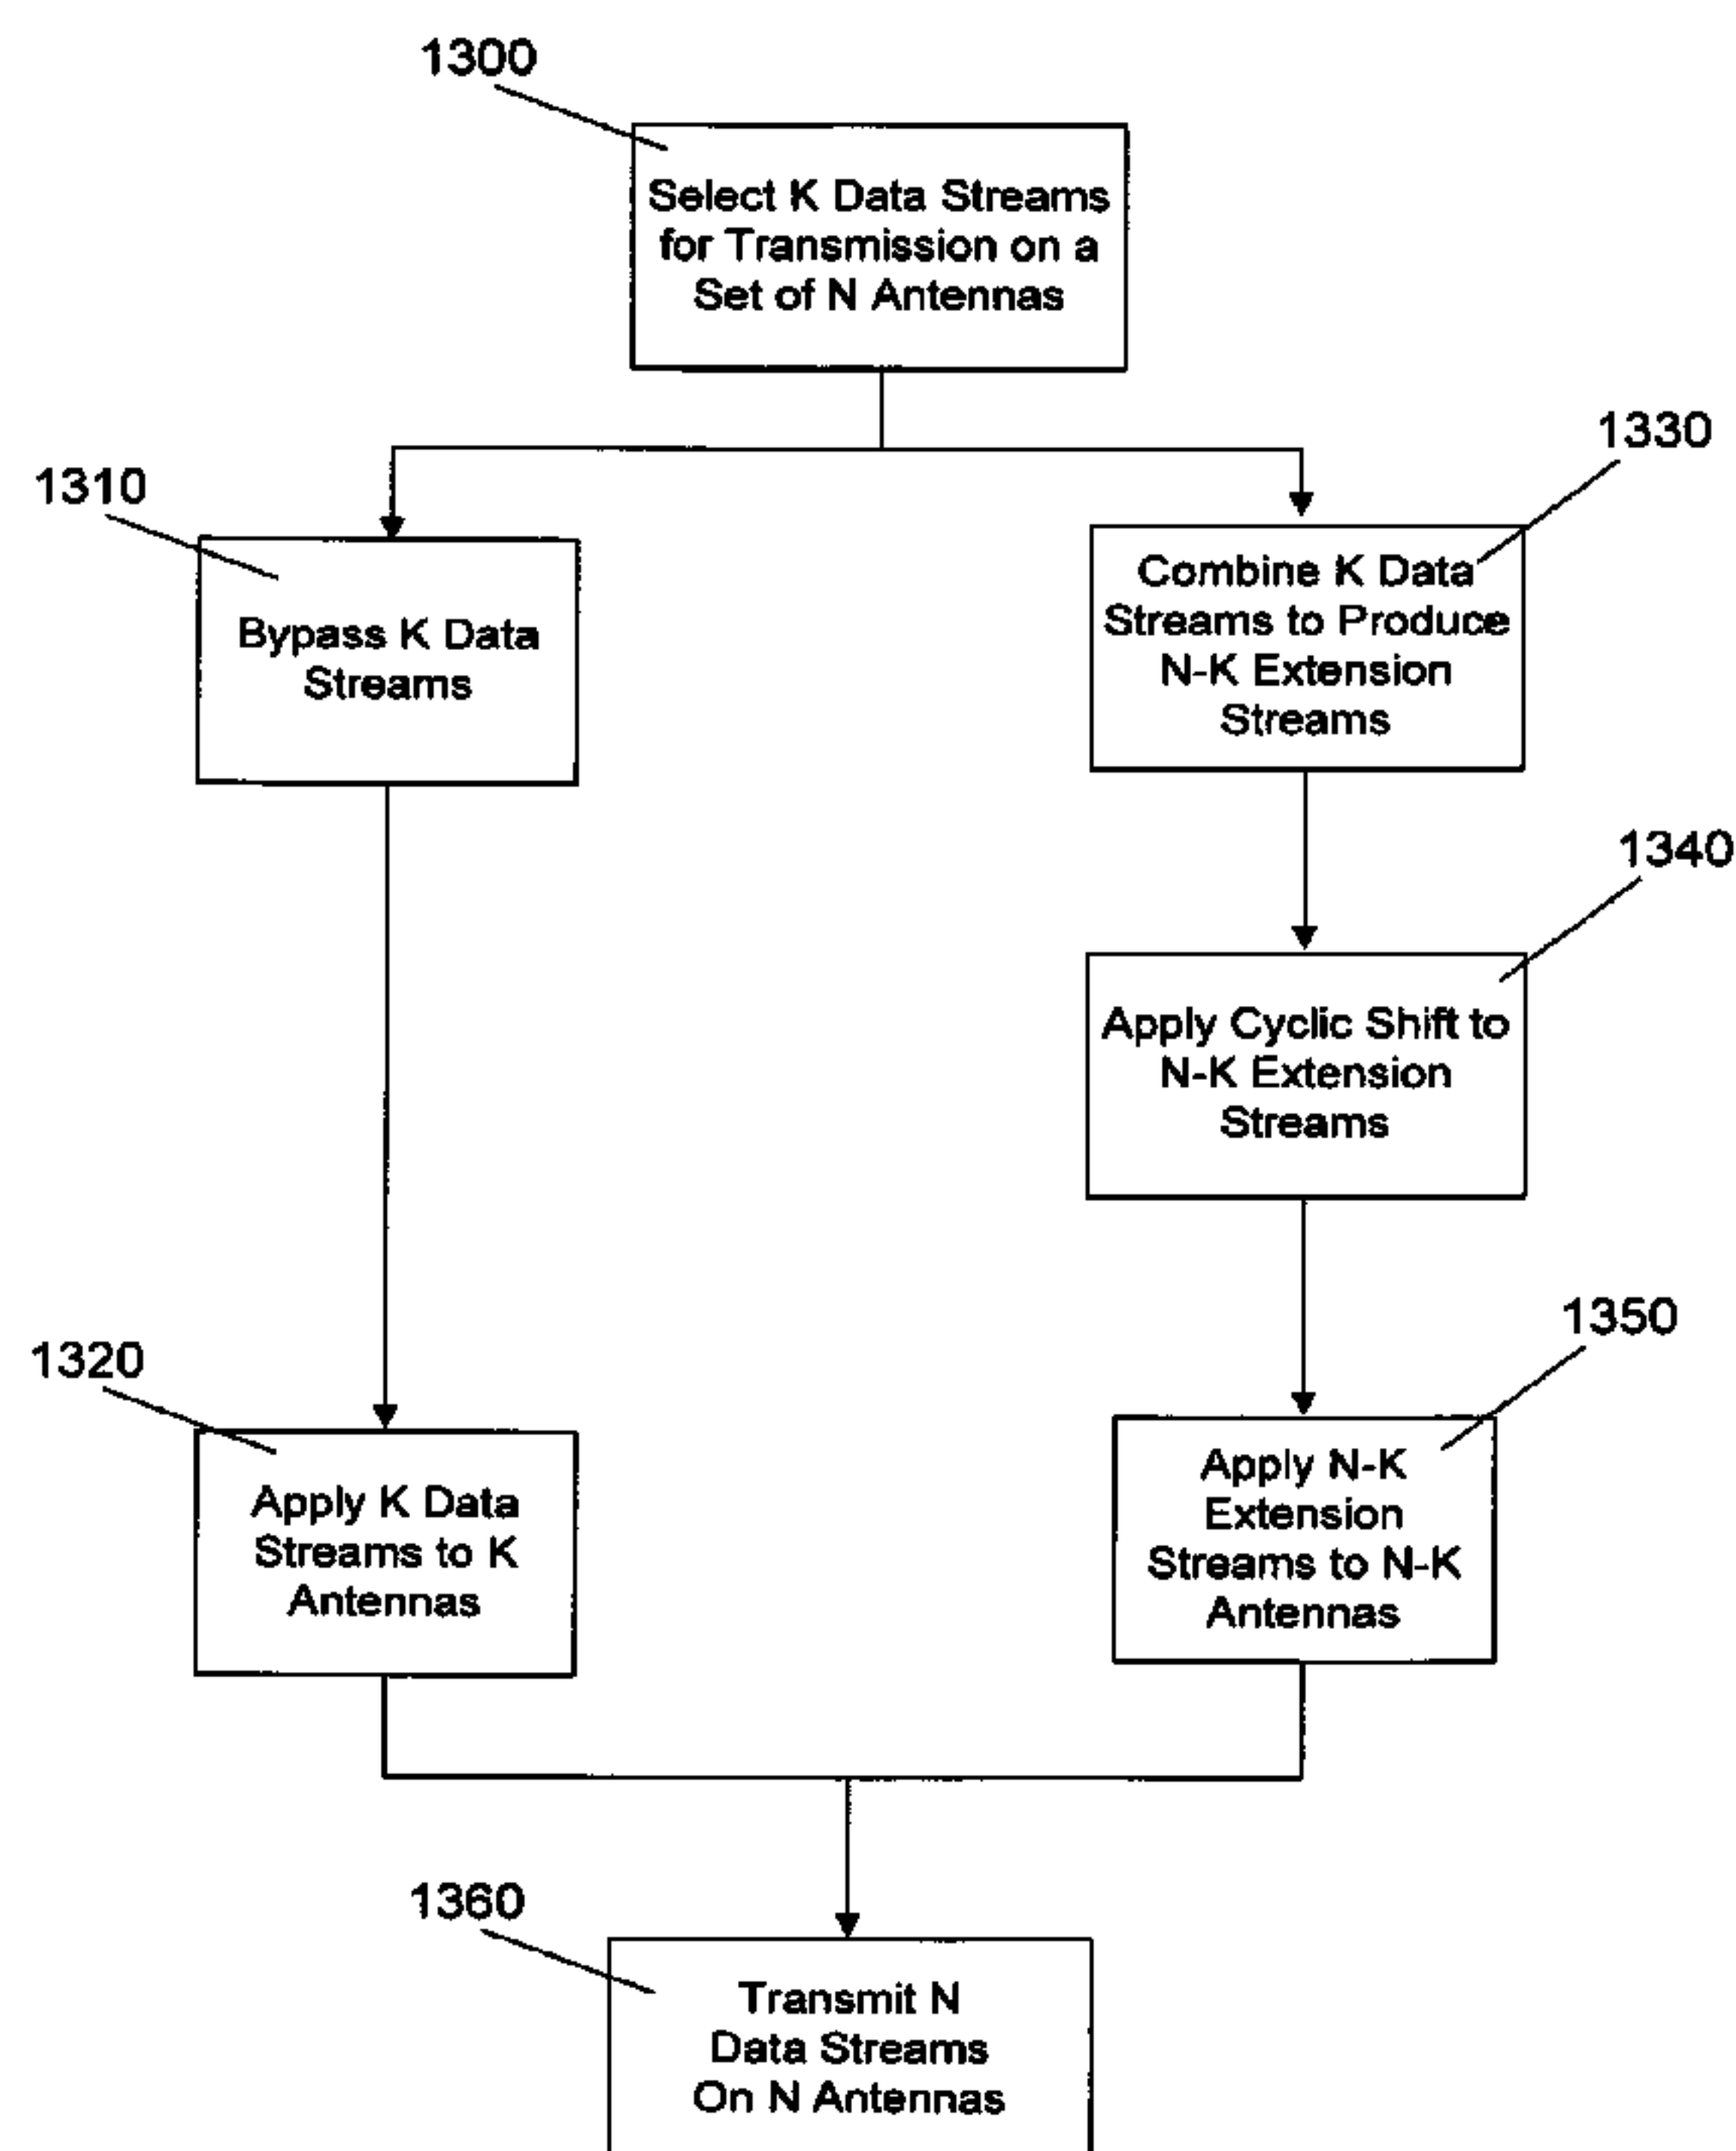 1300
Select K Data Streams
for Transmission on a
Set of N Antennas
1310
Bypass K Data
Streams
1330
Combine K Data
Streams to Produce
N-K Extension
Streams
1340
Apply Cyclic Shift to
N-K Extension
Streams
1320
Apply K Data
Streams to K
Antennas
1350
Apply N-K
Extension
Streams to N-K
Antennas
1360
Transmit N
Data Streams
On N Antennas